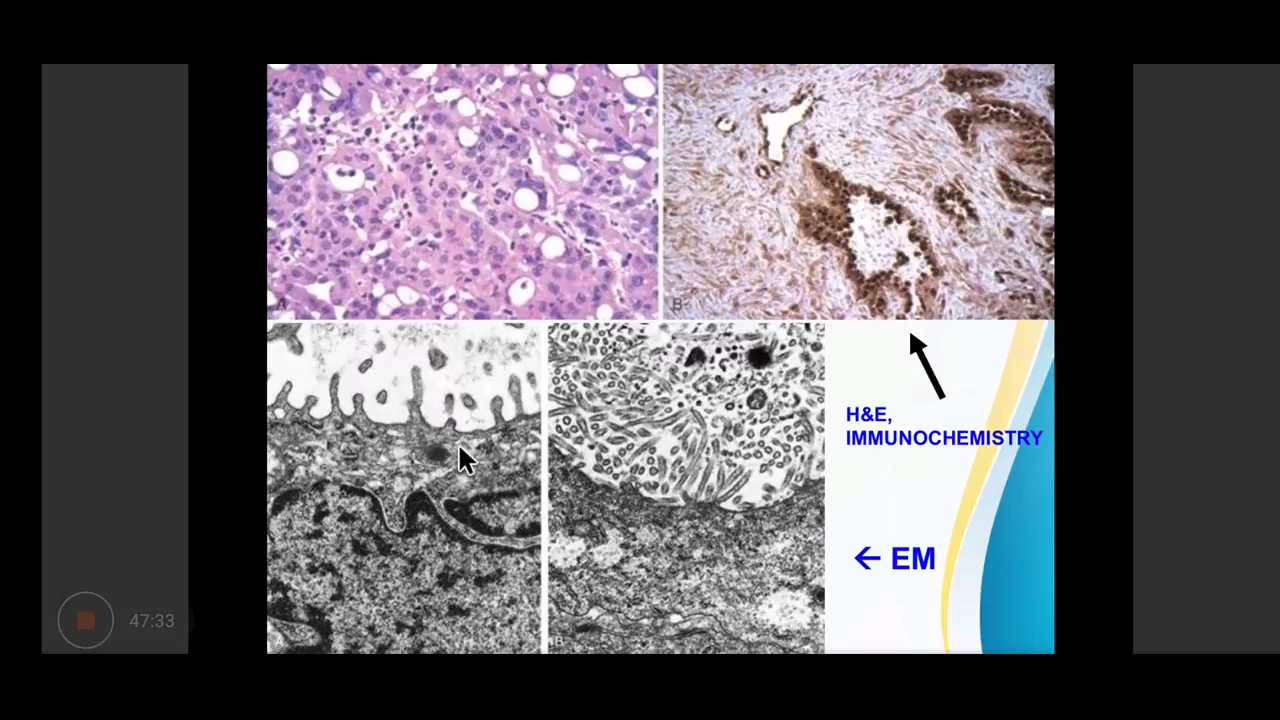 A
B
H&E,
IMMUNOCHEMISTRY
← EM
B
47:33